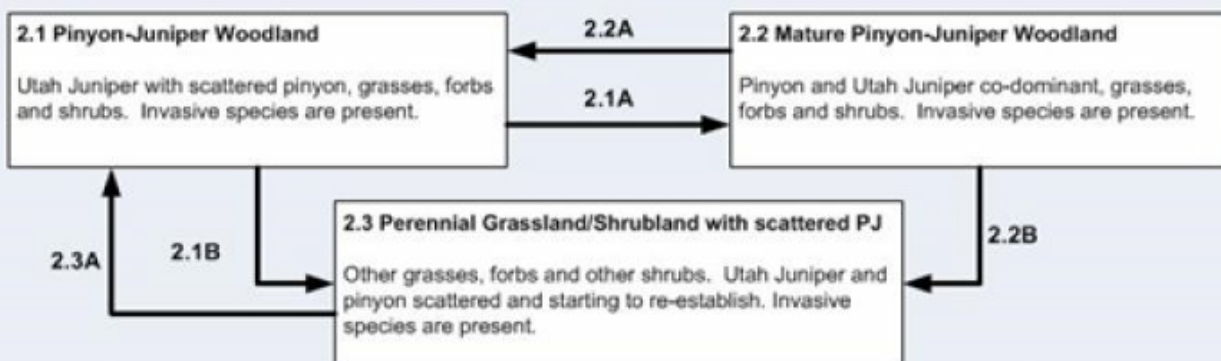 2.1 Pinyon-Juniper Woodland
Utah Juniper with scattered pinyon, grasses, forbs
and shrubs. Invasive species are present.
2.2A
2.1A
2.2 Mature Pinyon-Juniper Woodland
Pinyon and Utah Juniper co-dominant, grasses,
forbs and shrubs. Invasive species are present.
2.3A
2.1B
2.3 Perennial Grassland/Shrubland with scattered PJ
Other grasses, forbs and other shrubs. Utah Juniper and
pinyon scattered and starting to re-establish. Invasive
species are present.
2.2B